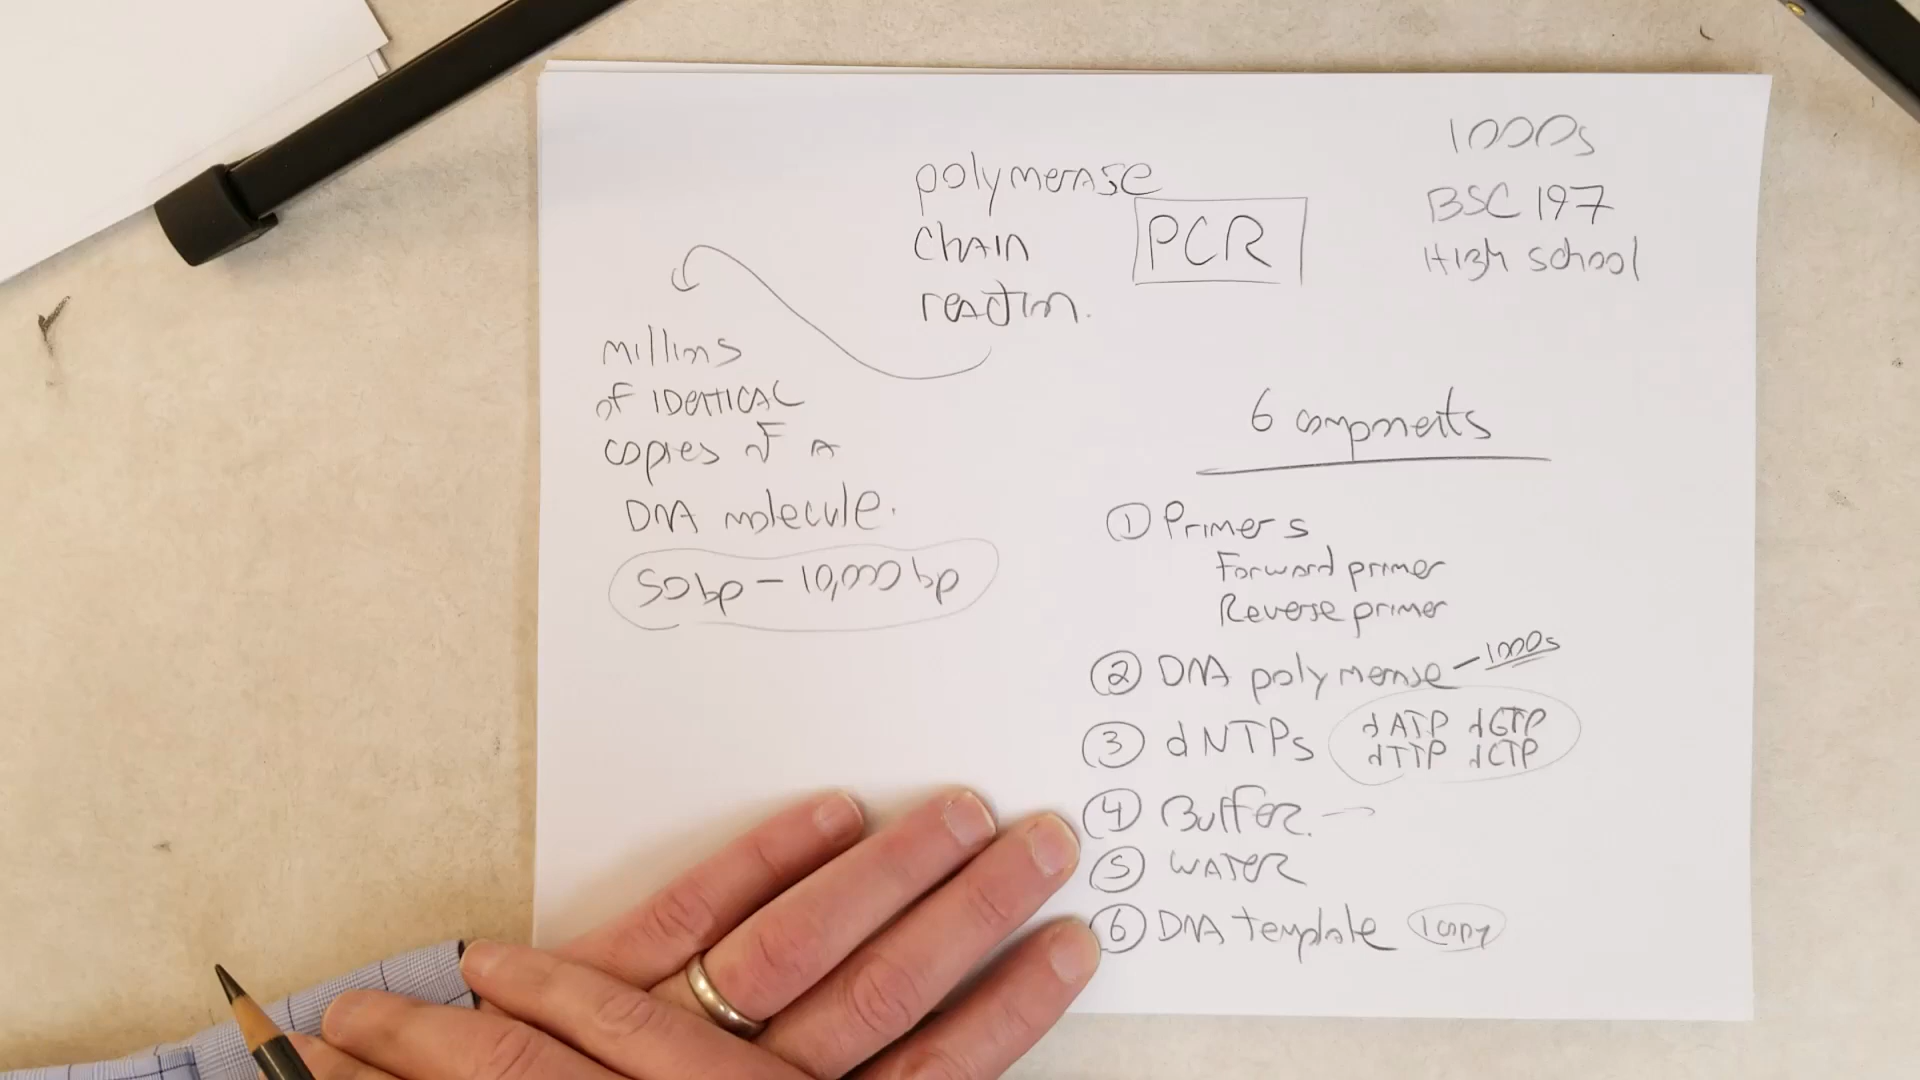 polymerase
chain
reaction.
PCR
1000s
BSC 197
High school
millions
of IDENTICAL
copies of A
DNA molecule.
50bp - 10,000 bp
6 components
① Primers
Forward primer
Reverse primer
② DNA polymerase - 1000s
③ dNTPs dATP dGTP
dTTP dCTP
④ Buffer.
⑤ WATER
⑥ DNA template 1 copy